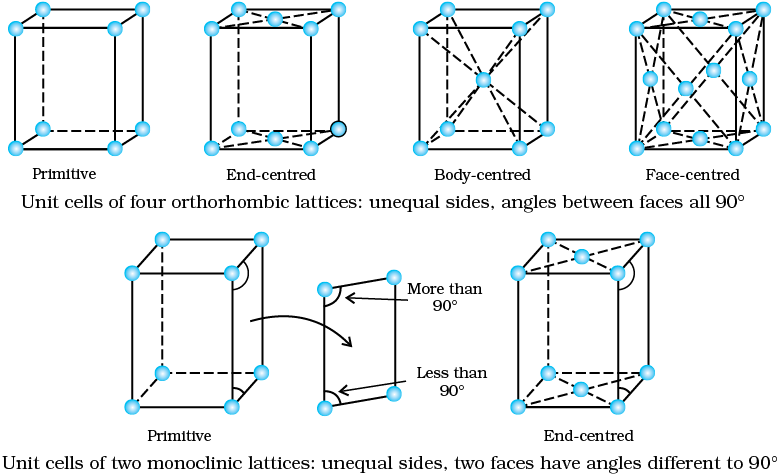 Primitive
End-centred
Body-centred
Face-centred
Unit cells of four orthorhombic lattices: unequal sides, angles between faces all 90°
More than
90°
Less than
90°
Primitive
End-centred
Unit cells of two monoclinic lattices: unequal sides, two faces have angles different to 90°